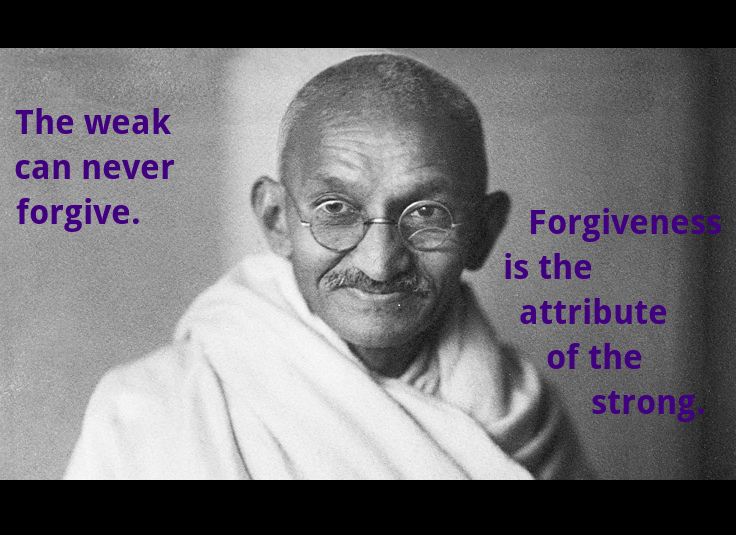 The weak
can never
forgive.
Forgiveness
is the
attribute
of the
strong.